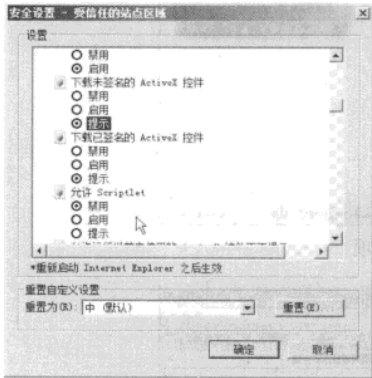 安全设置 - 受信任的站点区域
设置
禁用
启用
下载未签名的 ActiveX 控件
禁用
启用
提示
下载已签名的 ActiveX 控件
禁用
启用
提示
允许 Scriptlet
禁用
启用
提示
*重新启动 Internet Explorer 之后生效
重置自定义设置
重置为(R): 中 (默认) 重置(E)...
确定 取消